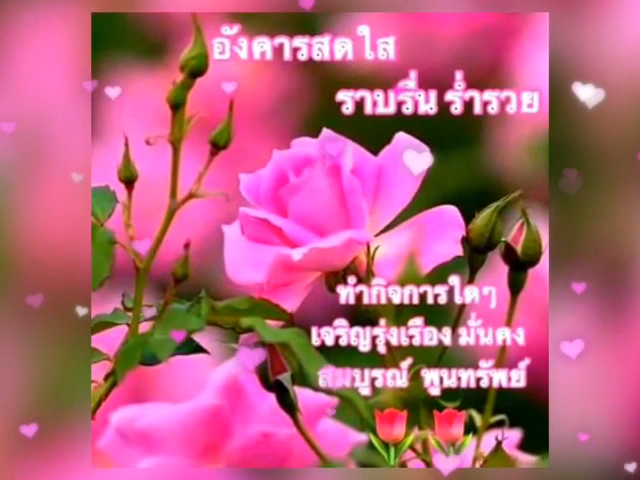 อังคารสดใส
ราบรื่น ร่ำรวย
ทำกิจการใดๆ
เจริญรุ่งเรือง มั่นคง
สมบูรณ์ พูนทรัพย์